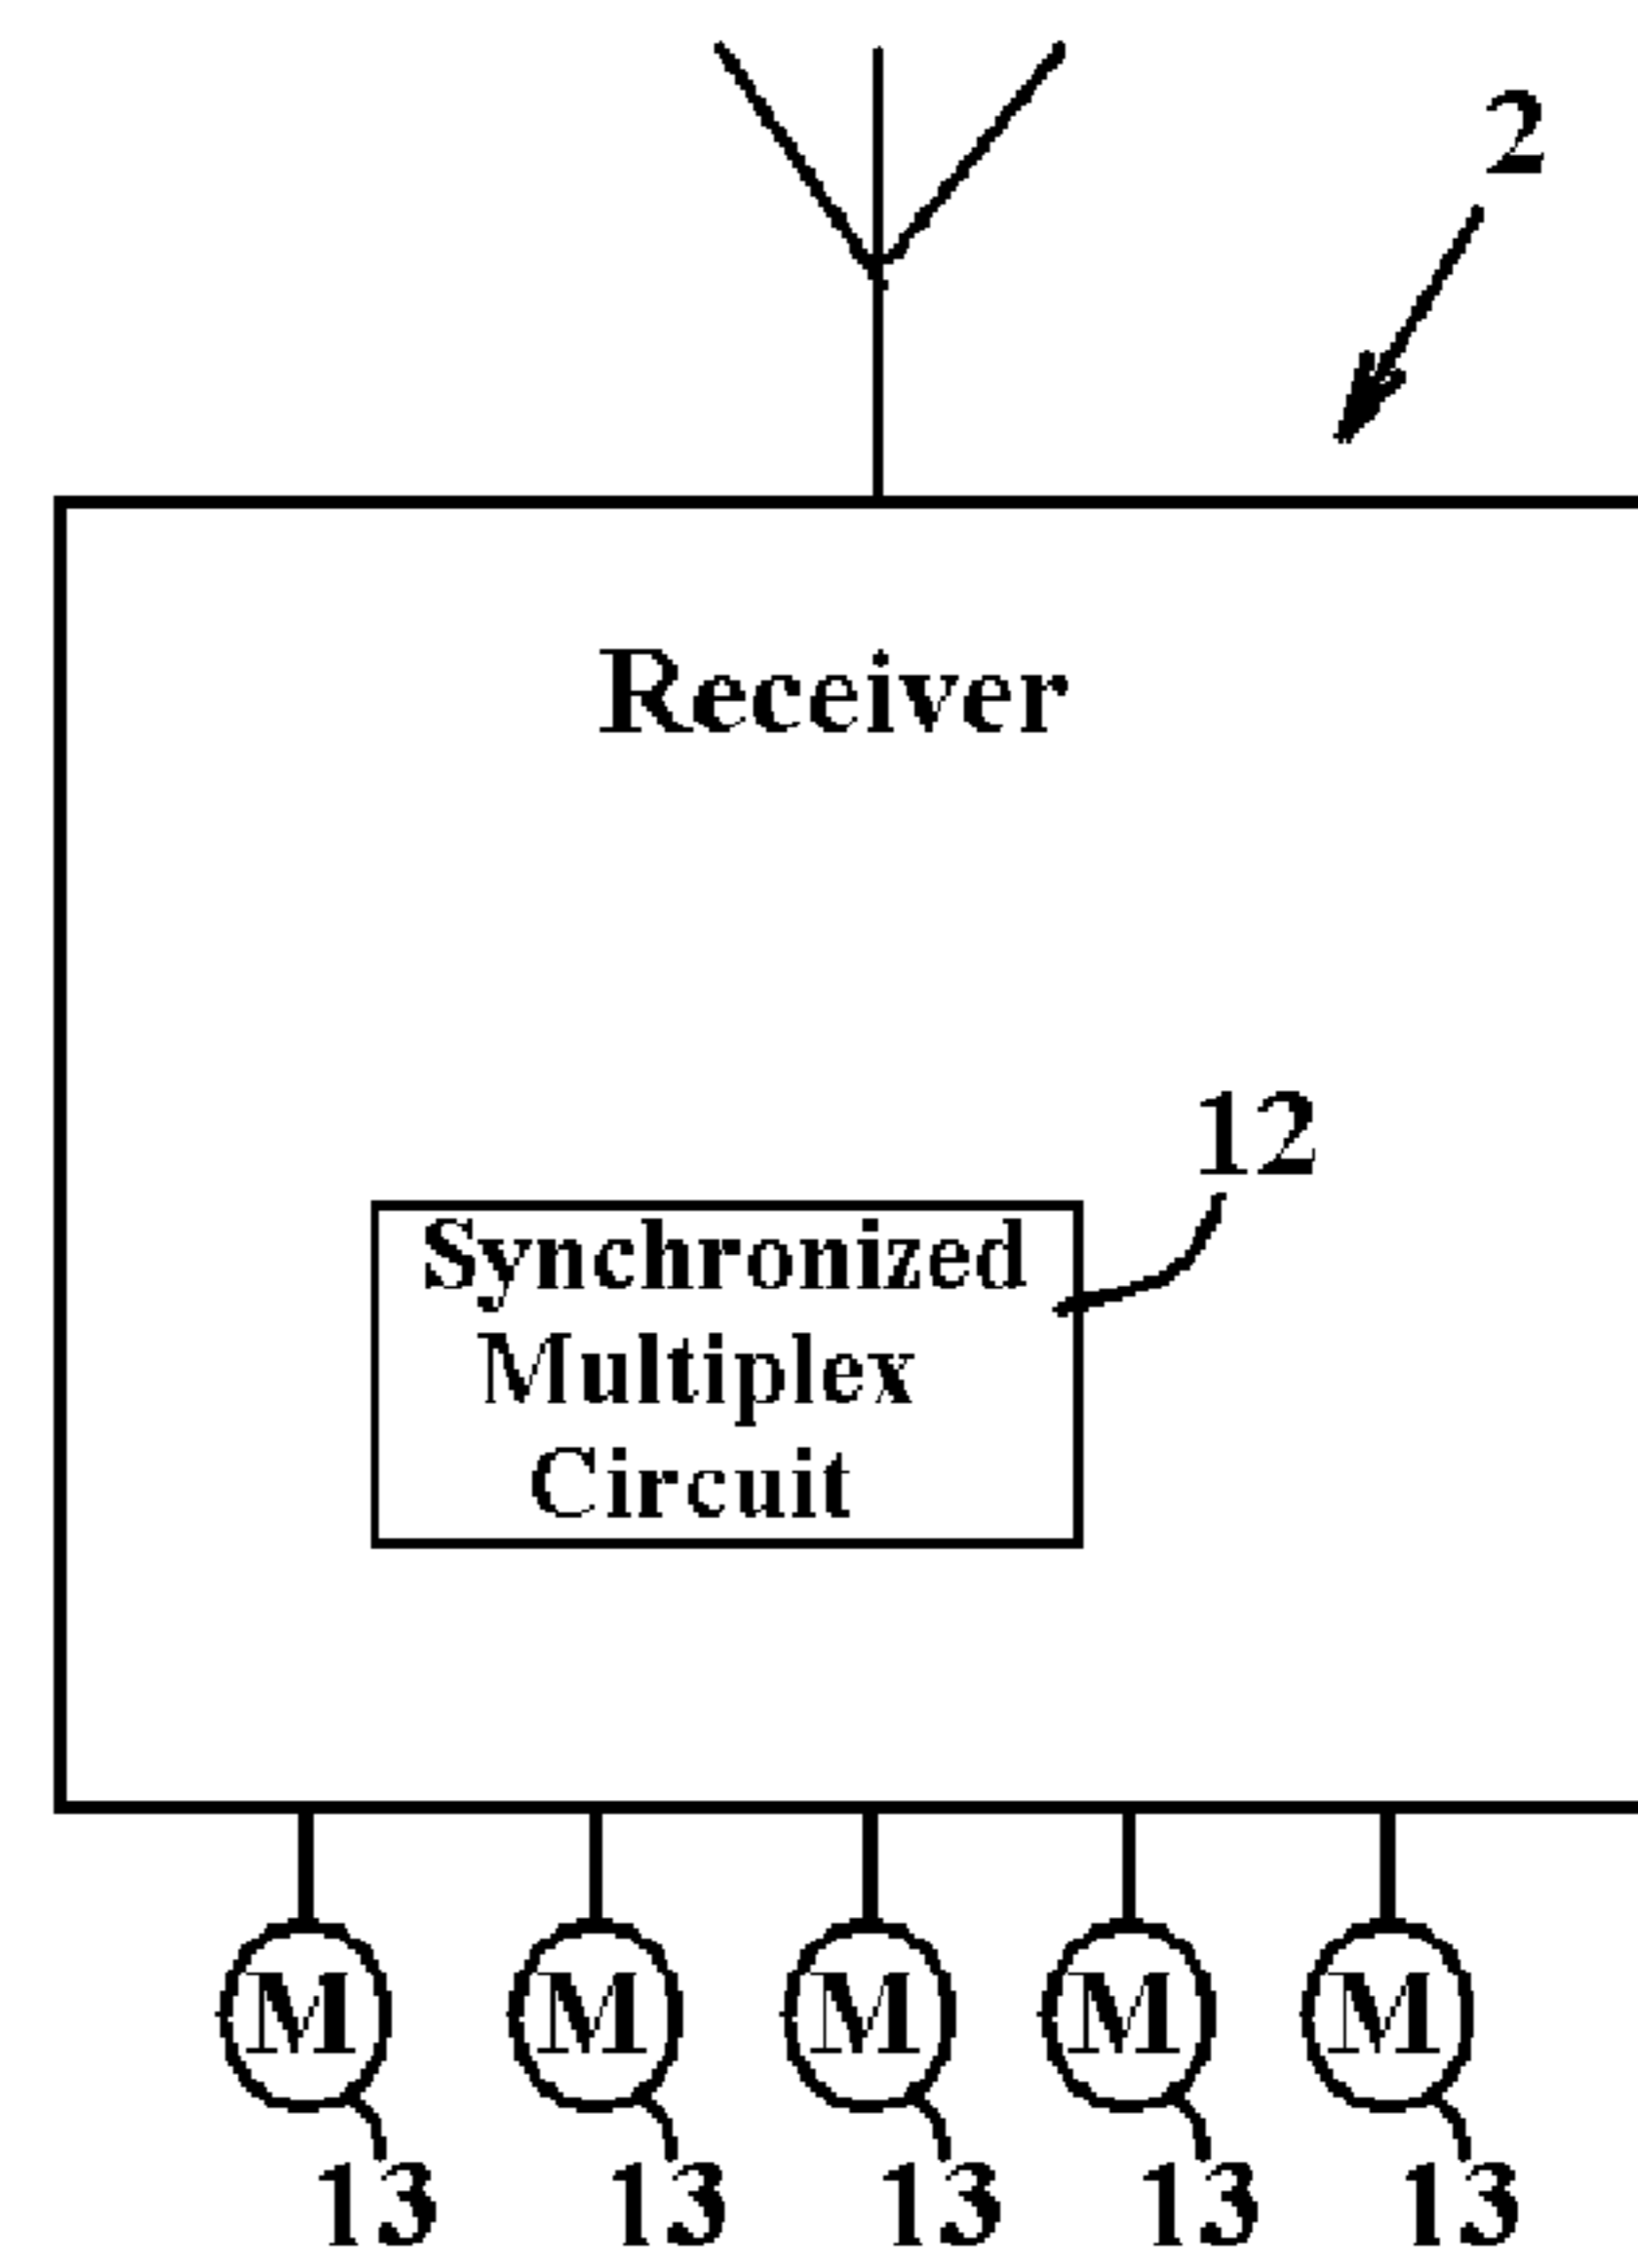 2
Receiver
12
Synchronized
Multiplex
Circuit
M M M M M
13 13 13 13 13